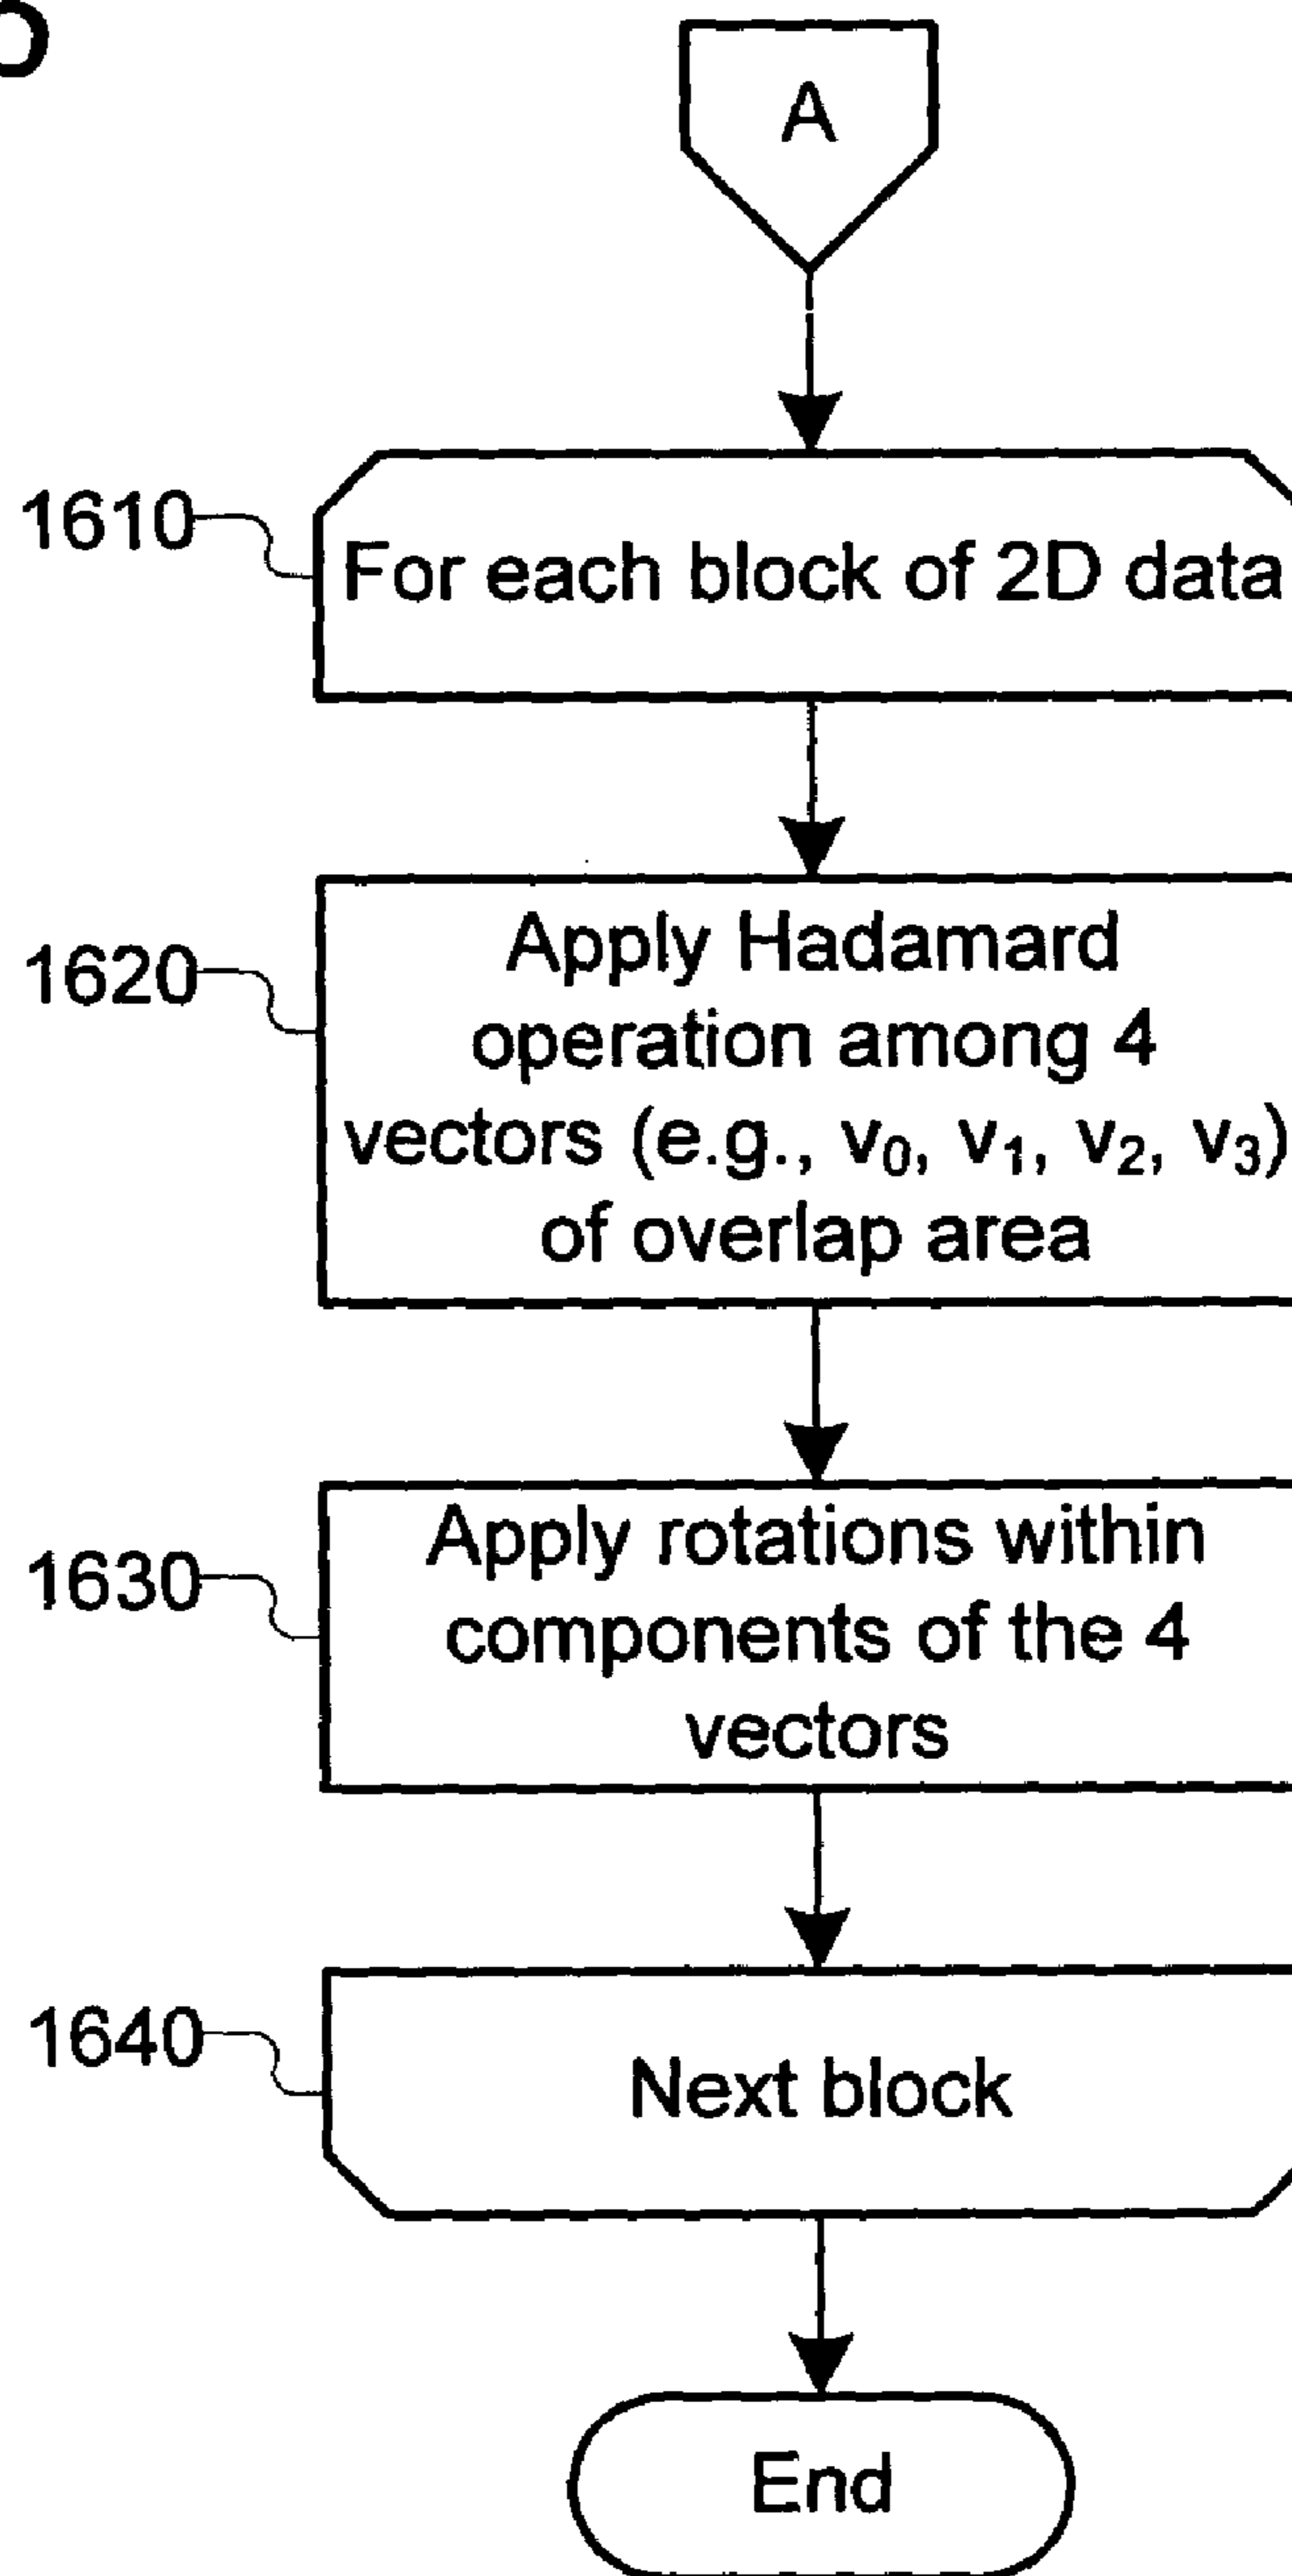 A
1610
For each block of 2D data
1620
Apply Hadamard
operation among 4
vectors (e.g., v₀, v₁, v₂, v₃)
of overlap area
1630
Apply rotations within
components of the 4
vectors
1640
Next block
End